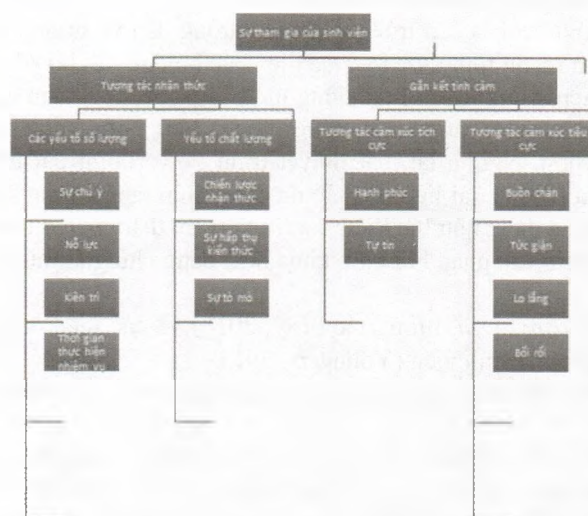 Sự tham gia của sinh viên
Tương tác nhận thức
Gắn kết tình cảm
Các yếu tố số lượng
Yếu tố chất lượng
Tương tác cảm xúc tích
cực
Tương tác cảm xúc tiêu
cực
Sự chú ý
Nỗ lực
Kiên trì
Thời gian
thực hiện
nhiệm vụ
Chiến lược
nhận thức
Sự hấp thụ
kiến thức
Sự tò mò
Hạnh phúc
Tự tin
Buồn chán
Tức giận
Lo lắng
Bối rối